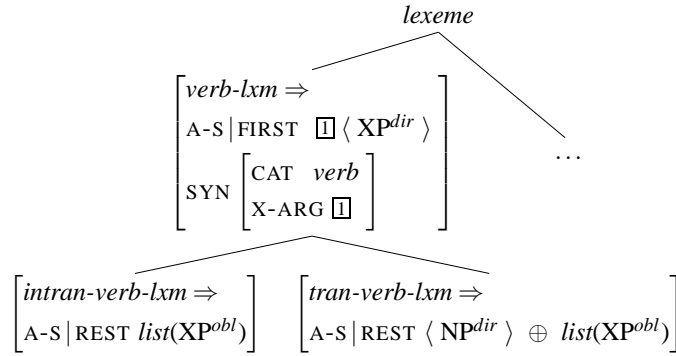 lexeme
verb-lxm ⇒
A-S|FIRST [1]⟨ XP^dir ⟩
SYN [CAT verb
X-ARG [1]]
...
intran-verb-lxm ⇒
A-S|REST list(XP^obl)
tran-verb-lxm ⇒
A-S|REST ⟨ NP^dir ⟩ ⊕ list(XP^obl)